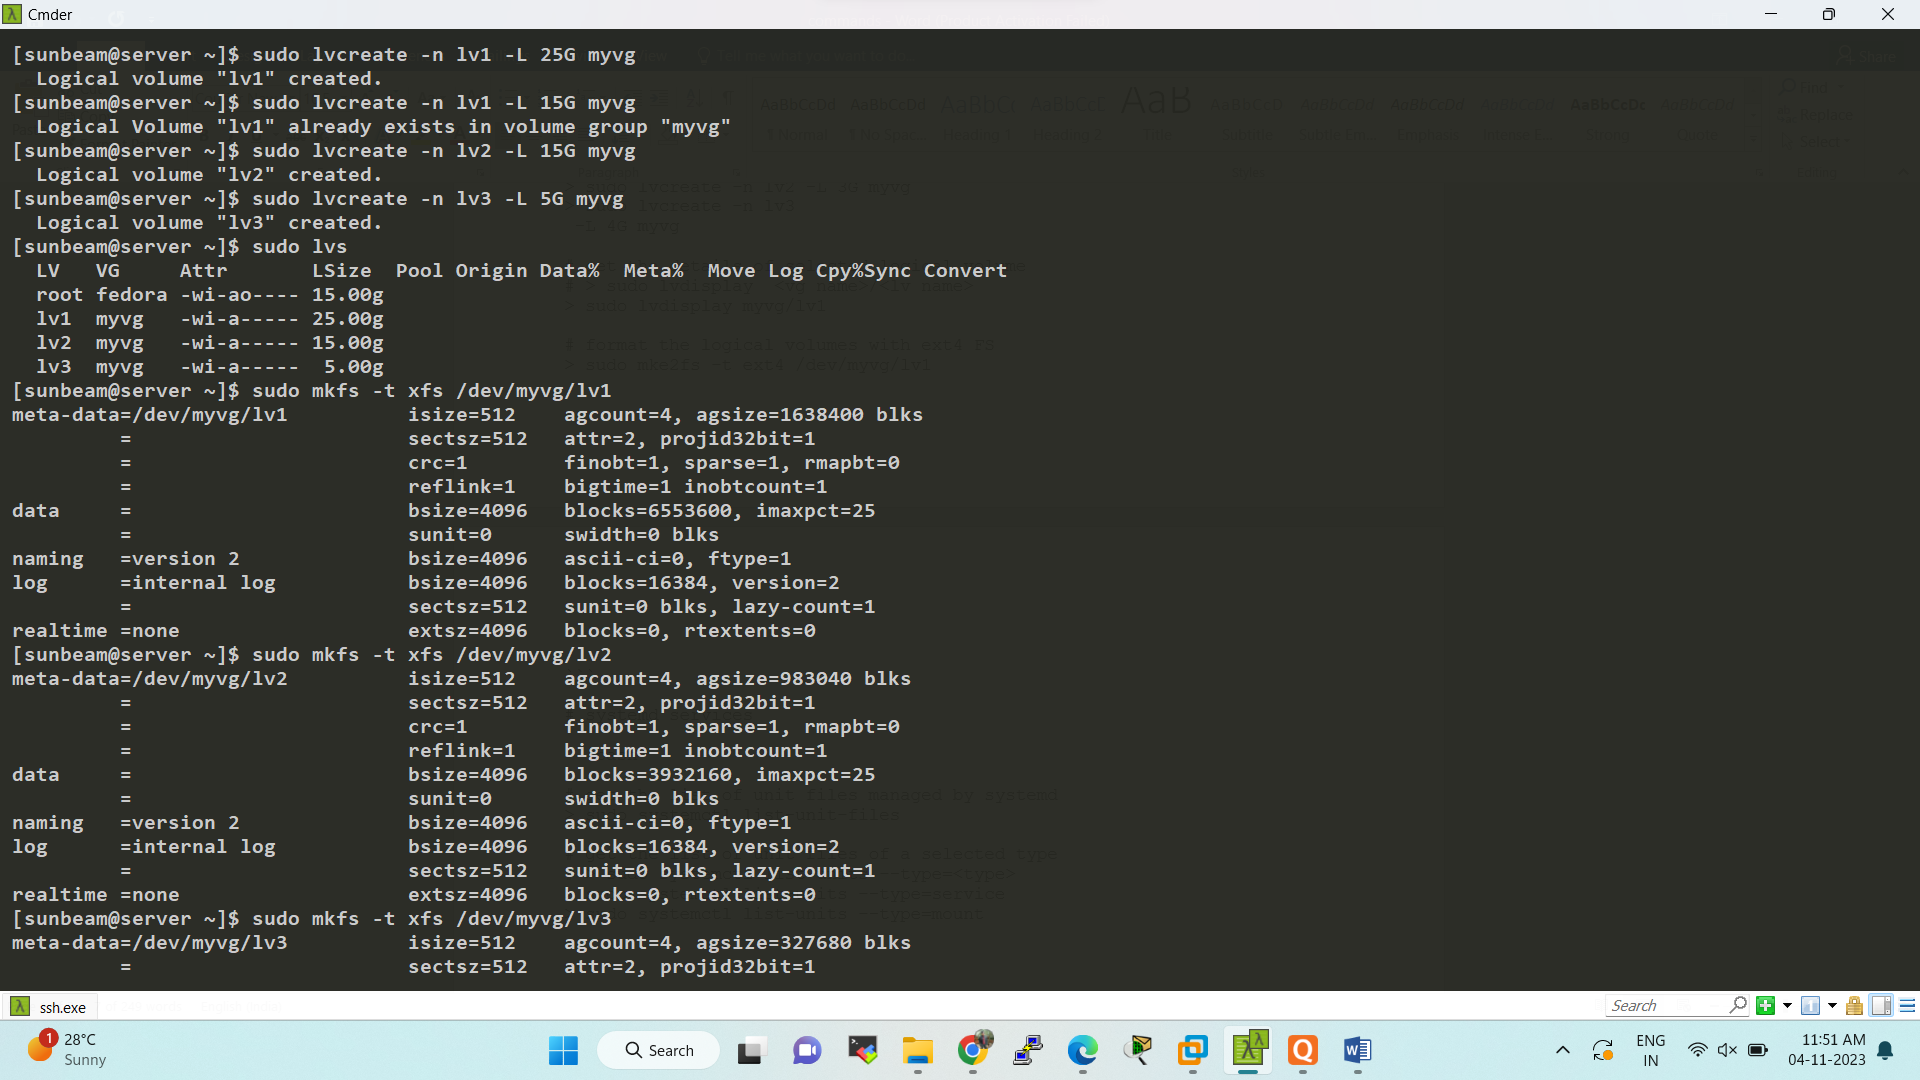 Cmder
[sunbeam@server ~]$ sudo lvcreate -n lv1 -L 25G myvg
  Logical volume "lv1" created.
[sunbeam@server ~]$ sudo lvcreate -n lv1 -L 15G myvg
  Logical Volume "lv1" already exists in volume group "myvg"
[sunbeam@server ~]$ sudo lvcreate -n lv2 -L 15G myvg
  Logical volume "lv2" created.
[sunbeam@server ~]$ sudo lvcreate -n lv3 -L 5G myvg
  Logical volume "lv3" created.
[sunbeam@server ~]$ sudo lvs
  LV   VG     Attr       LSize  Pool Origin Data%  Meta%  Move Log Cpy%Sync Convert
  root fedora -wi-ao---- 15.00g
  lv1  myvg   -wi-a----- 25.00g
  lv2  myvg   -wi-a----- 15.00g
  lv3  myvg   -wi-a-----  5.00g
[sunbeam@server ~]$ sudo mkfs -t xfs /dev/myvg/lv1
meta-data=/dev/myvg/lv1          isize=512    agcount=4, agsize=1638400 blks
         =                       sectsz=512   attr=2, projid32bit=1
         =                       crc=1        finobt=1, sparse=1, rmapbt=0
         =                       reflink=1    bigtime=1 inobtcount=1
data     =                       bsize=4096   blocks=6553600, imaxpct=25
         =                       sunit=0      swidth=0 blks
naming   =version 2              bsize=4096   ascii-ci=0, ftype=1
log      =internal log           bsize=4096   blocks=16384, version=2
         =                       sectsz=512   sunit=0 blks, lazy-count=1
realtime =none                   extsz=4096   blocks=0, rtextents=0
[sunbeam@server ~]$ sudo mkfs -t xfs /dev/myvg/lv2
meta-data=/dev/myvg/lv2          isize=512    agcount=4, agsize=983040 blks
         =                       sectsz=512   attr=2, projid32bit=1
         =                       crc=1        finobt=1, sparse=1, rmapbt=0
         =                       reflink=1    bigtime=1 inobtcount=1
data     =                       bsize=4096   blocks=3932160, imaxpct=25
         =                       sunit=0      swidth=0 blks
naming   =version 2              bsize=4096   ascii-ci=0, ftype=1
log      =internal log           bsize=4096   blocks=16384, version=2
         =                       sectsz=512   sunit=0 blks, lazy-count=1
realtime =none                   extsz=4096   blocks=0, rtextents=0
[sunbeam@server ~]$ sudo mkfs -t xfs /dev/myvg/lv3
meta-data=/dev/myvg/lv3          isize=512    agcount=4, agsize=327680 blks
         =                       sectsz=512   attr=2, projid32bit=1
ssh.exe
Search
1
28°C
Sunny
Search
ENG
IN
11:51 AM
04-11-2023